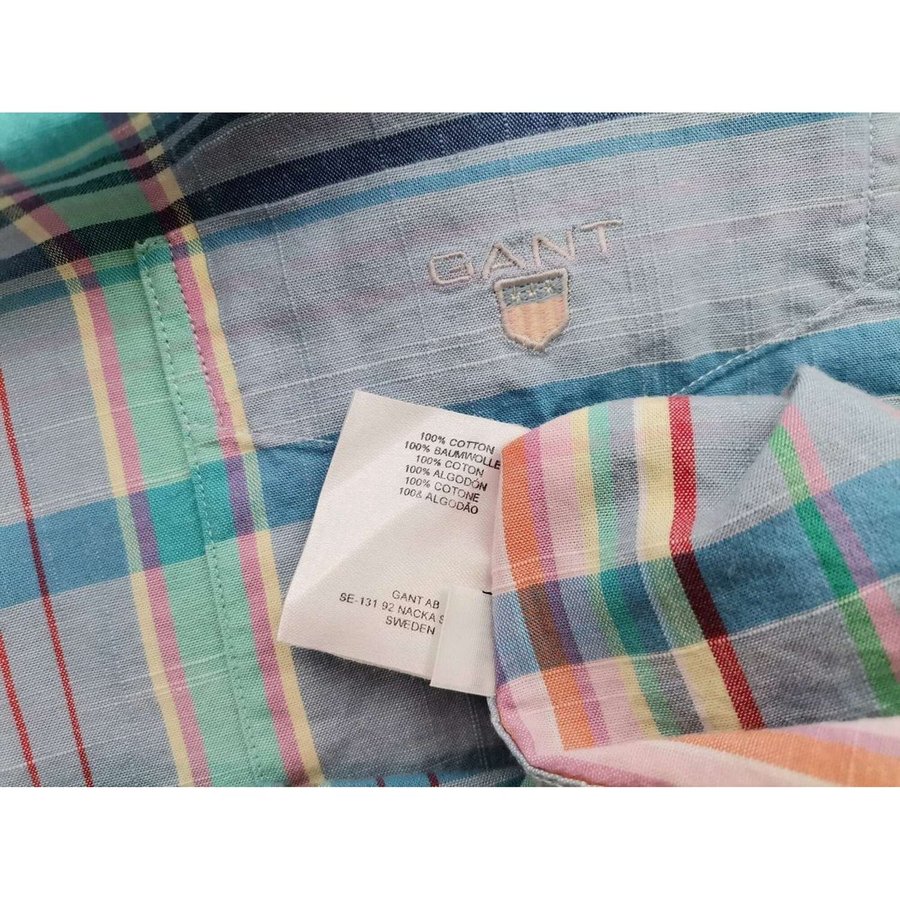 GANT
100% COTTON
100% BAUMWOLLE
100% COTON
100% ALGODÓN
100% COTONE
100% ALGODÃO
GANT AB
SE-131 92 NACKA S
SWEDEN